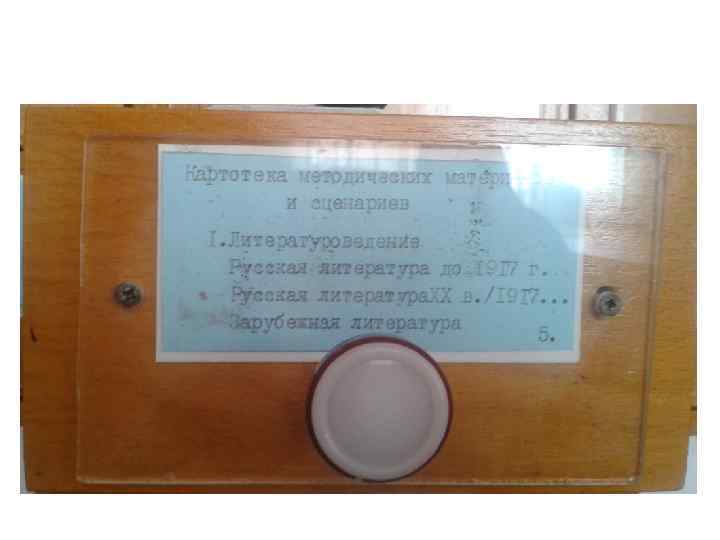 Картотека методических
и сценариев
I.Литературоведение
Русская литература до 1917 г.
Русская литератураXX в./1917...
Зарубежная литература
5.